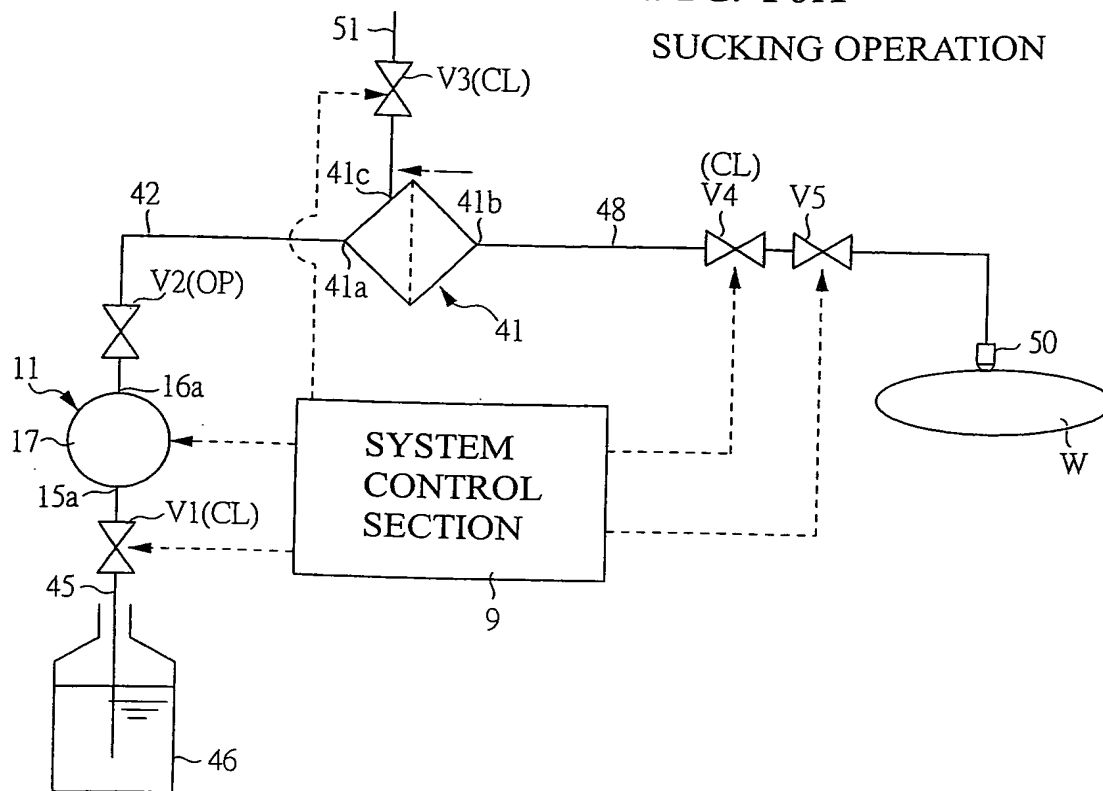 SUCKING OPERATION
51
V3(CL)
41c
(CL)
42
41b
48
V4
V5
V2(OP)
41a
41
50
11
16a
17
SYSTEM
CONTROL
SECTION
W
15a
V1(CL)
45
9
46